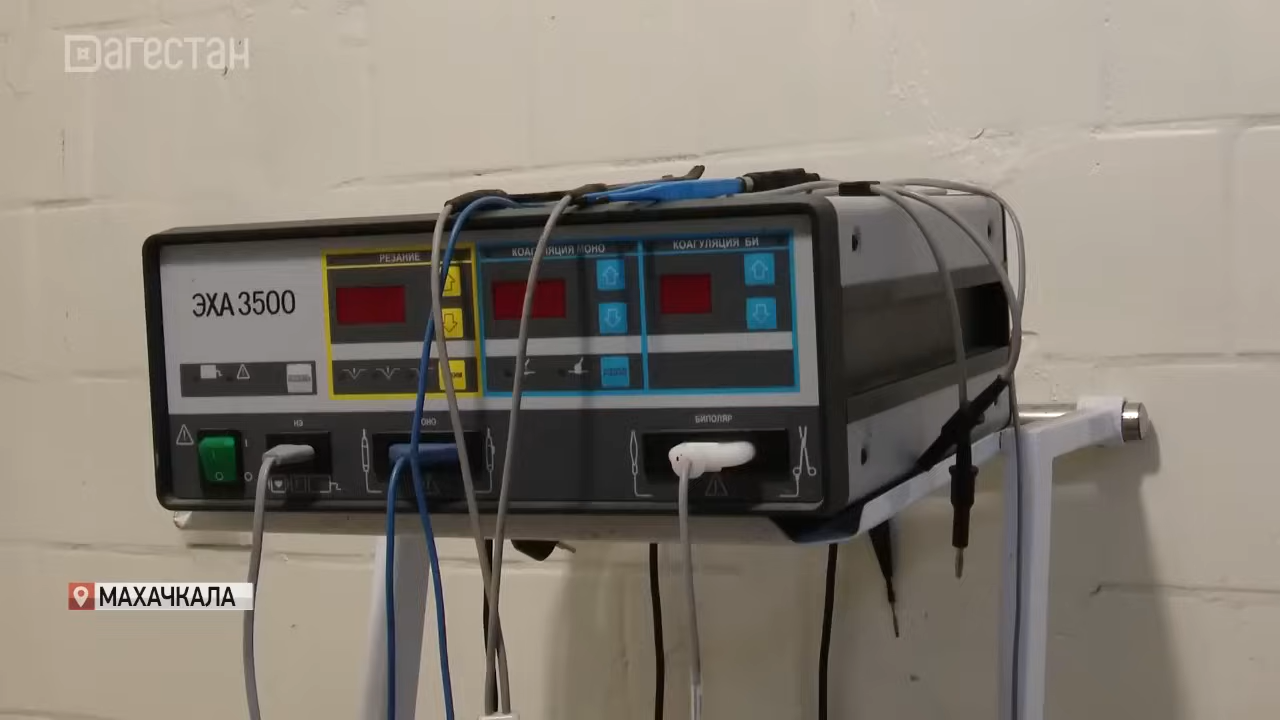 Дагестан
РЕЗАНИЕ
КОАГУЛЯЦИЯ МОНО
КОАГУЛЯЦИЯ БИ
ЭХА 3500
НЭ
МОНО
БИПОЛЯР
МАХАЧКАЛА